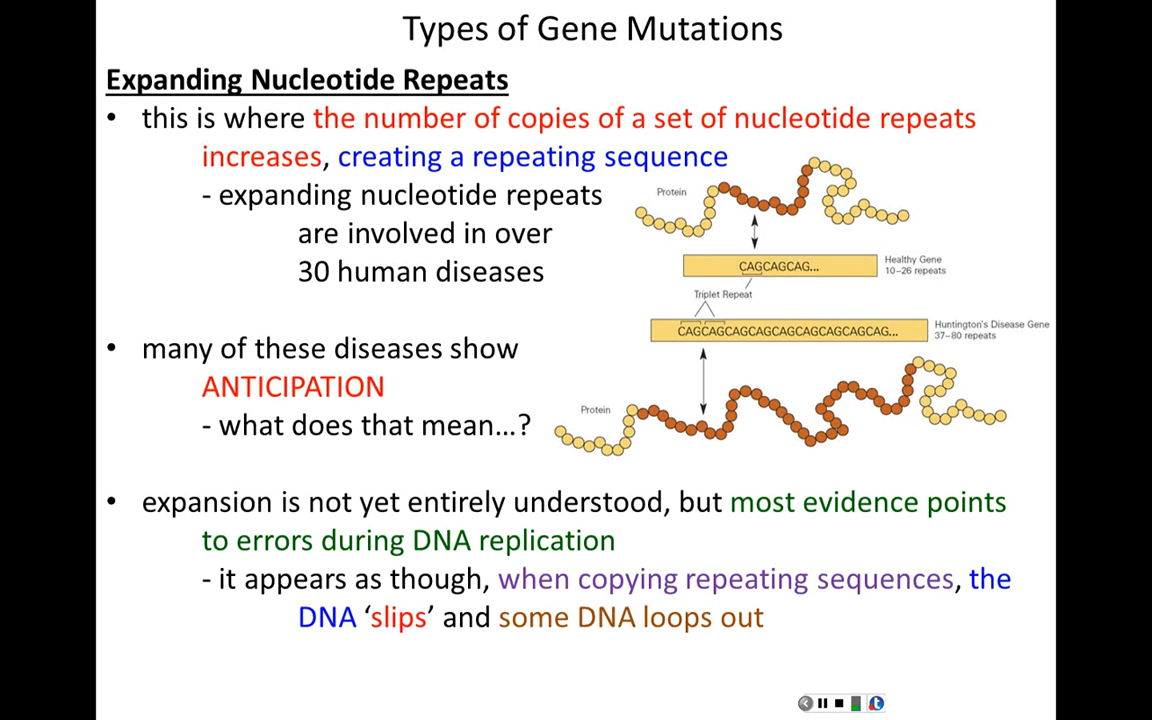 Types of Gene Mutations
Expanding Nucleotide Repeats
• this is where the number of copies of a set of nucleotide repeats
increases, creating a repeating sequence
- expanding nucleotide repeats
are involved in over
30 human diseases
Protein
CAGCAGCAG...
Healthy Gene
10–26 repeats
Triplet Repeat
CAGCAGCAGCAGCAGCAGCAGCAGCAG...
Huntington's Disease Gene
37–80 repeats
Protein
• many of these diseases show
ANTICIPATION
- what does that mean…?
• expansion is not yet entirely understood, but most evidence points
to errors during DNA replication
- it appears as though, when copying repeating sequences, the
DNA ‘slips’ and some DNA loops out